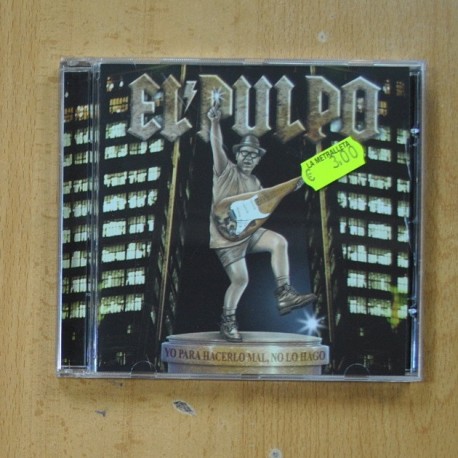 EL'PULPO
LA METRALLETA
€ 3.00
YO PARA HACERLO MAL, NO LO HAGO